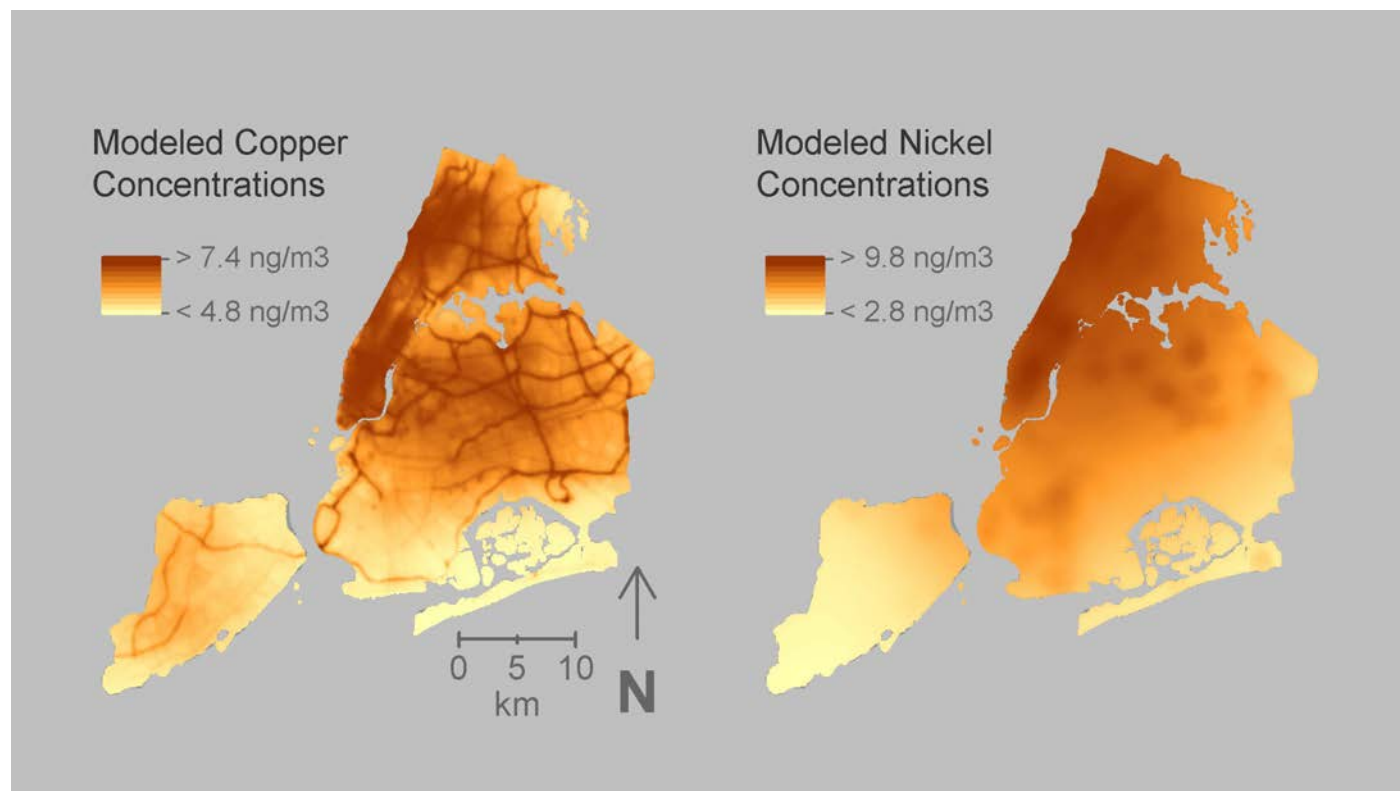 Modeled Copper
Concentrations
> 7.4 ng/m3
< 4.8 ng/m3
Modeled Nickel
Concentrations
> 9.8 ng/m3
< 2.8 ng/m3
0 5 10
km
N